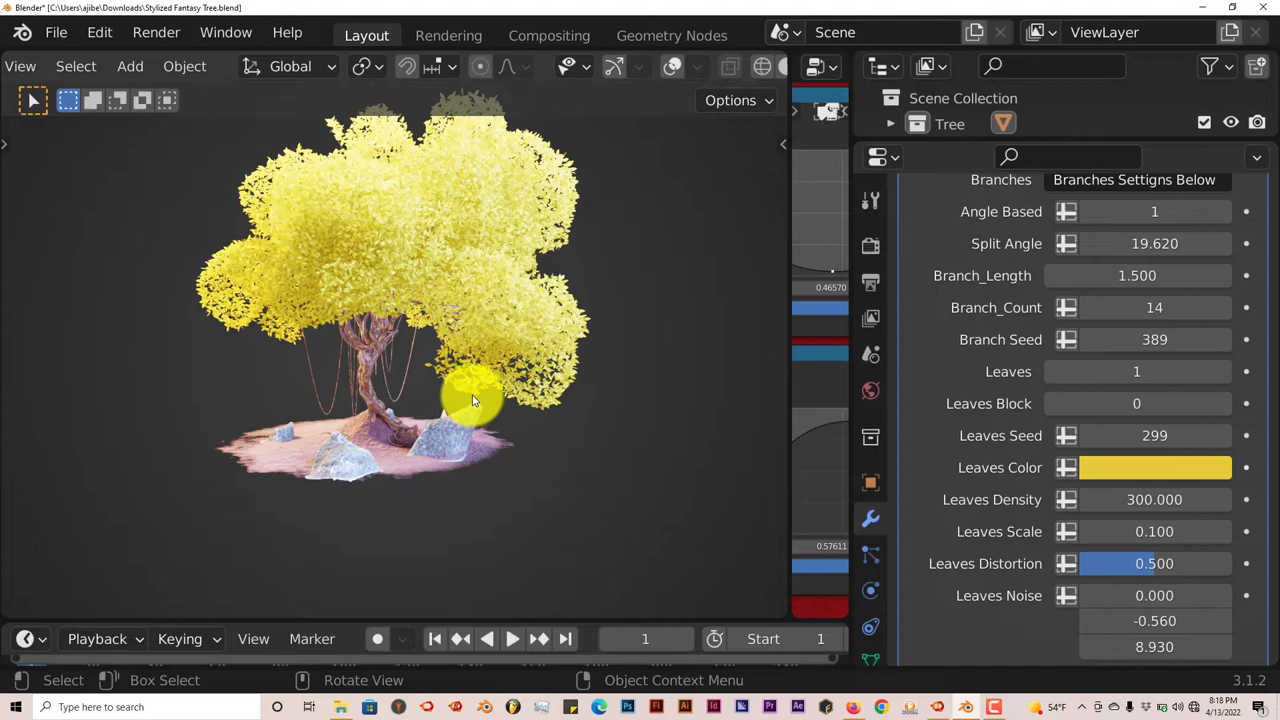 Blender* [C:\Users\ajibe\Downloads\Stylized Fantasy Tree.blend]
File Edit Render Window Help Layout Rendering Compositing Geometry Nodes Scene ViewLayer
View Select Add Object Global
Options
Scene Collection
Tree
Branches Branches Settigns Below
Angle Based 1
Split Angle 19.620
Branch_Length 1.500
0.46570
Branch_Count 14
Branch Seed 389
Leaves 1
Leaves Block 0
Leaves Seed 299
Leaves Color
Leaves Density 300.000
Leaves Scale 0.100
0.57611
Leaves Distortion 0.500
Leaves Noise 0.000
-0.560
8.930
Playback Keying View Marker 1 Start 1
Select Box Select Rotate View Object Context Menu 3.1.2
Type here to search
54°F
8:18 PM
4/13/2022